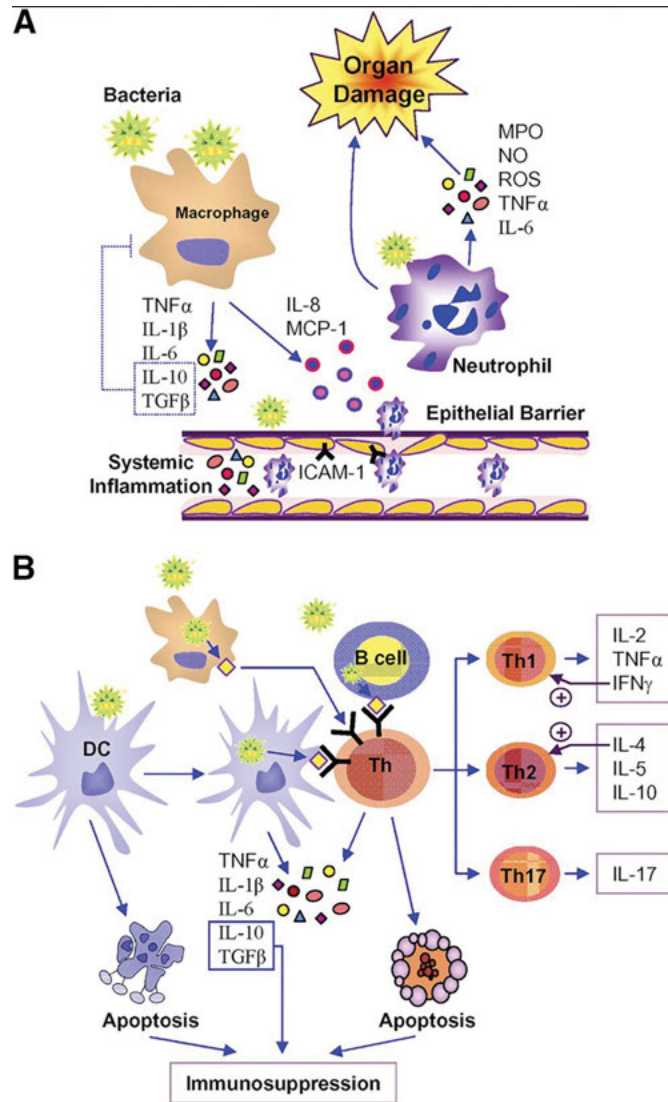 A
Organ
Damage
Bacteria
Macrophage
MPO
NO
ROS
TNFα
IL-6
TNFα
IL-1β
IL-6
IL-10
TGFβ
IL-8
MCP-1
Neutrophil
Epithelial Barrier
Systemic
Inflammation
ICAM-1
B
B cell
DC
Th
Th1
IL-2
TNFα
IFNγ
+
+
Th2
IL-4
IL-5
IL-10
Th17
IL-17
TNFα
IL-1β
IL-6
IL-10
TGFβ
Apoptosis
Apoptosis
Immunosuppression